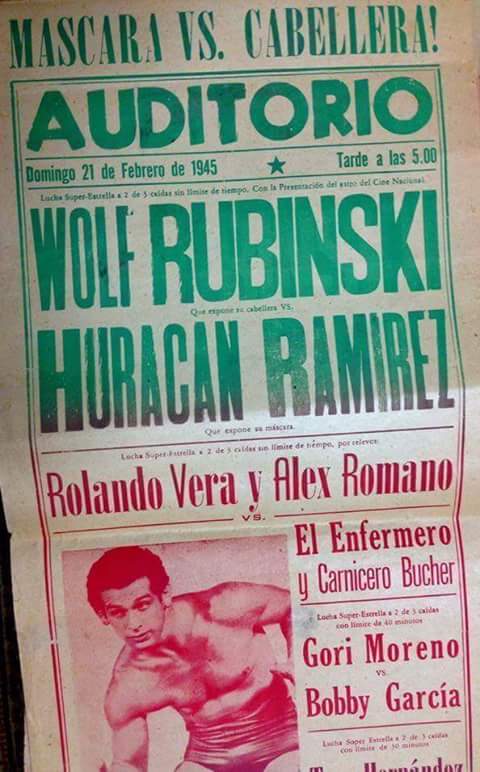 MASCARA VS. CABELLERA!
AUDITORIO
Domingo 21 de Febrero de 1945 Tarde a las 5.00
Lucha Super-Estrella a 2 de 3 caídas sin límite de tiempo. Con la Presentación del astro del Cine Nacional.
WOLF RUBINSKI
Que expone su cabellera VS.
HURACAN RAMIREZ
Que expone su máscara.
Lucha Super-Estrella a 2 de 3 caídas sin límite de tiempo, por relevos
Rolando Vera y Alex Romano
vs.
El Enfermero
y Carnicero Bucher
Lucha Super-Estrella a 2 de 3 caídas
con límite de 40 minutos
Gori Moreno
vs
Bobby García
Lucha Super Estrella a 2 de 3 caídas
con límite de 30 minutos
Hernández